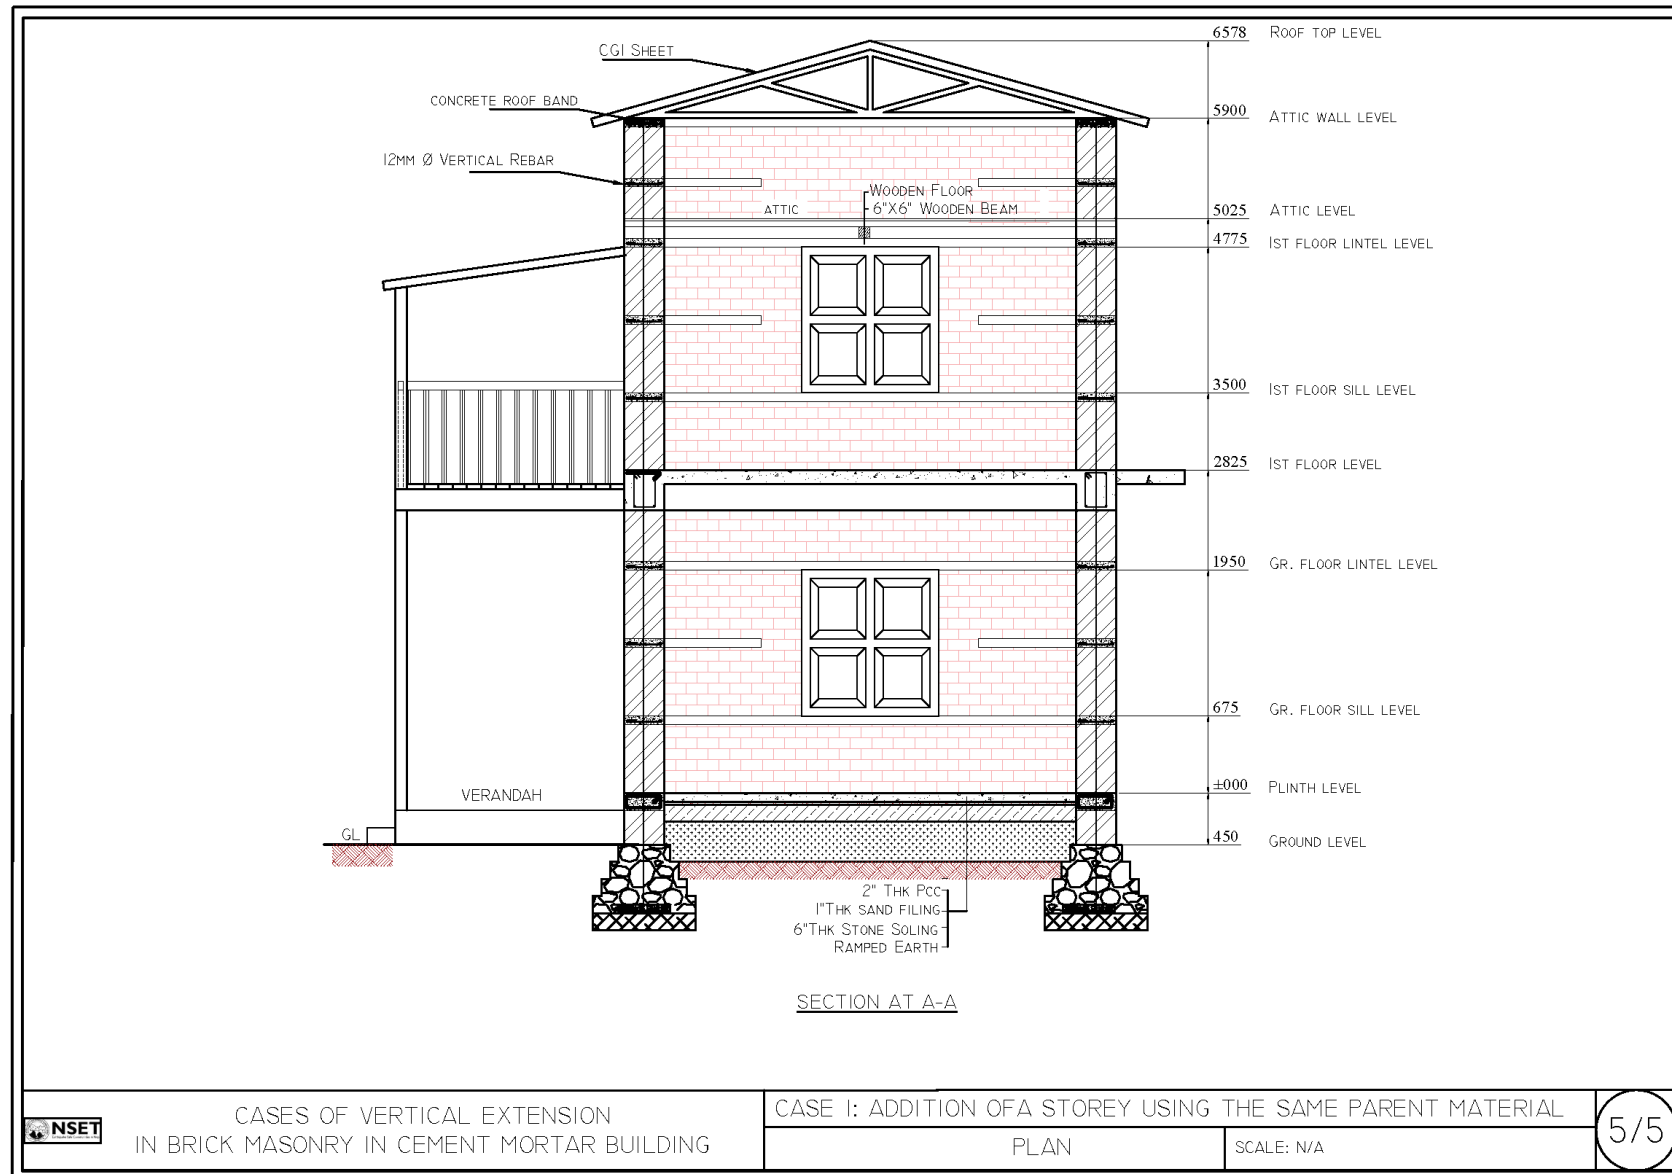 6578 ROOF TOP LEVEL
CGI SHEET
CONCRETE ROOF BAND
5900 ATTIC WALL LEVEL
12MM Ø VERTICAL REBAR
WOODEN FLOOR
ATTIC
6"X6" WOODEN BEAM
5025 ATTIC LEVEL
4775 1ST FLOOR LINTEL LEVEL
3500 1ST FLOOR SILL LEVEL
2825 1ST FLOOR LEVEL
1950 GR. FLOOR LINTEL LEVEL
675 GR. FLOOR SILL LEVEL
±000 PLINTH LEVEL
VERANDAH
GL
450 GROUND LEVEL
2" THK PCC
1"THK SAND FILING
6"THK STONE SOLING
RAMPED EARTH
SECTION AT A-A
NSET
CASES OF VERTICAL EXTENSION
IN BRICK MASONRY IN CEMENT MORTAR BUILDING
CASE 1: ADDITION OFA STOREY USING THE SAME PARENT MATERIAL
PLAN
SCALE: N/A
5/5